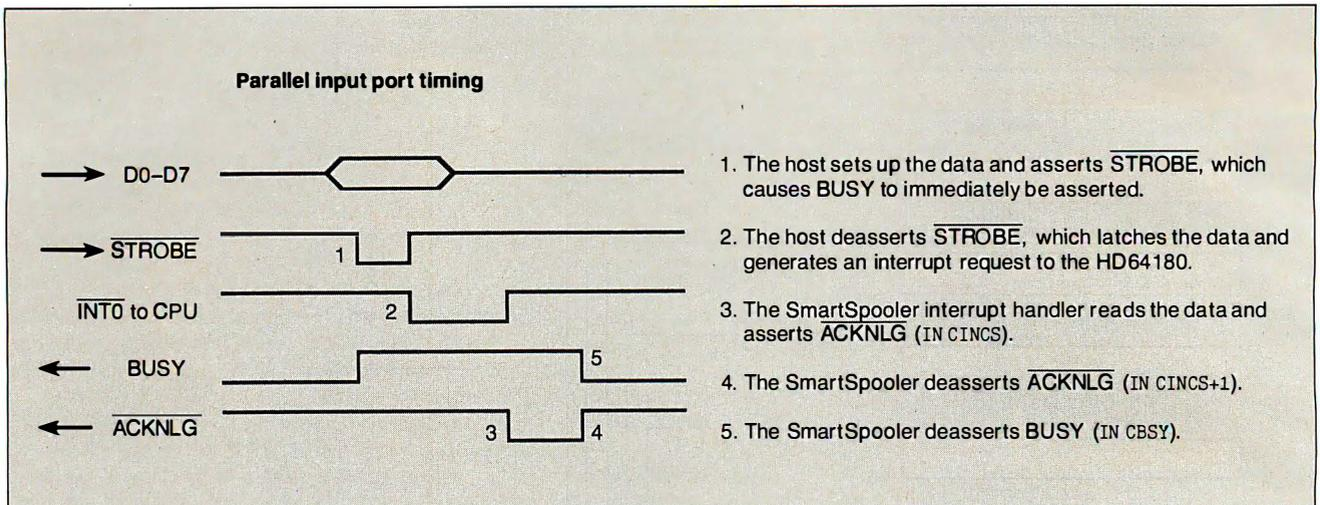 Parallel input port timing
D0–D7
STROBE
INT0 to CPU
BUSY
ACKNLG
1
2
5
3
4
1. The host sets up the data and asserts STROBE, which
causes BUSY to immediately be asserted.
2. The host deasserts STROBE, which latches the data and
generates an interrupt request to the HD64180.
3. The SmartSpooler interrupt handler reads the data and
asserts ACKNLG (IN CINCS).
4. The SmartSpooler deasserts ACKNLG (IN CINCS+1).
5. The SmartSpooler deasserts BUSY (IN CBSY).